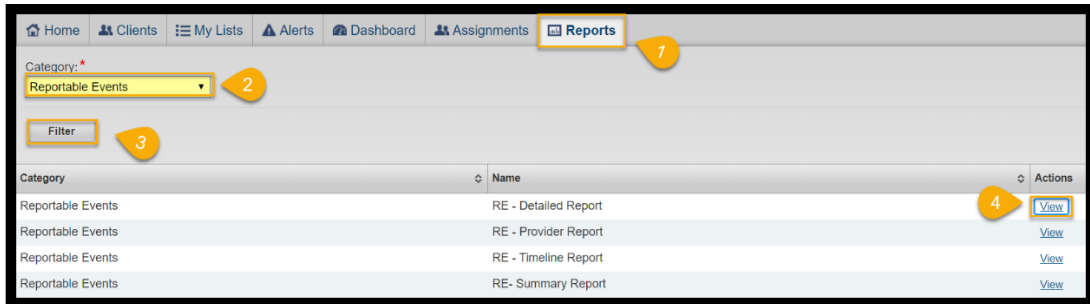 Home Clients My Lists Alerts Dashboard Assignments Reports
1
Category:*
Reportable Events
2
Filter
3
Category Name Actions
Reportable Events RE - Detailed Report 4 View
Reportable Events RE - Provider Report View
Reportable Events RE - Timeline Report View
Reportable Events RE- Summary Report View